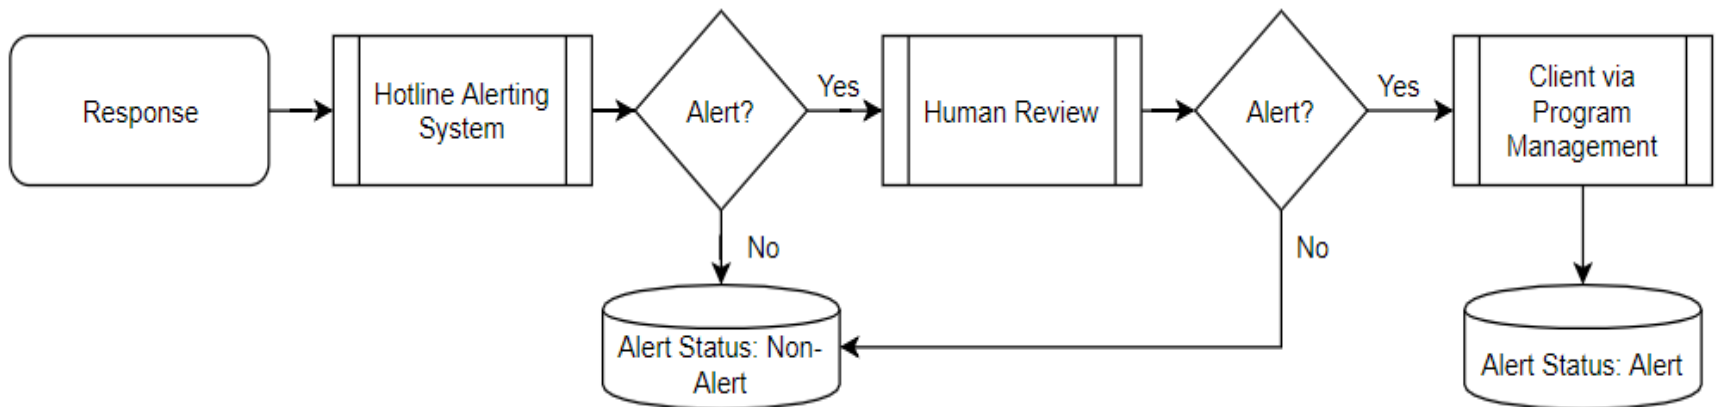 Response
Hotline Alerting
System
Alert?
Yes
Human Review
Alert?
Yes
Client via
Program
Management
No
No
Alert Status: Non-
Alert
Alert Status: Alert